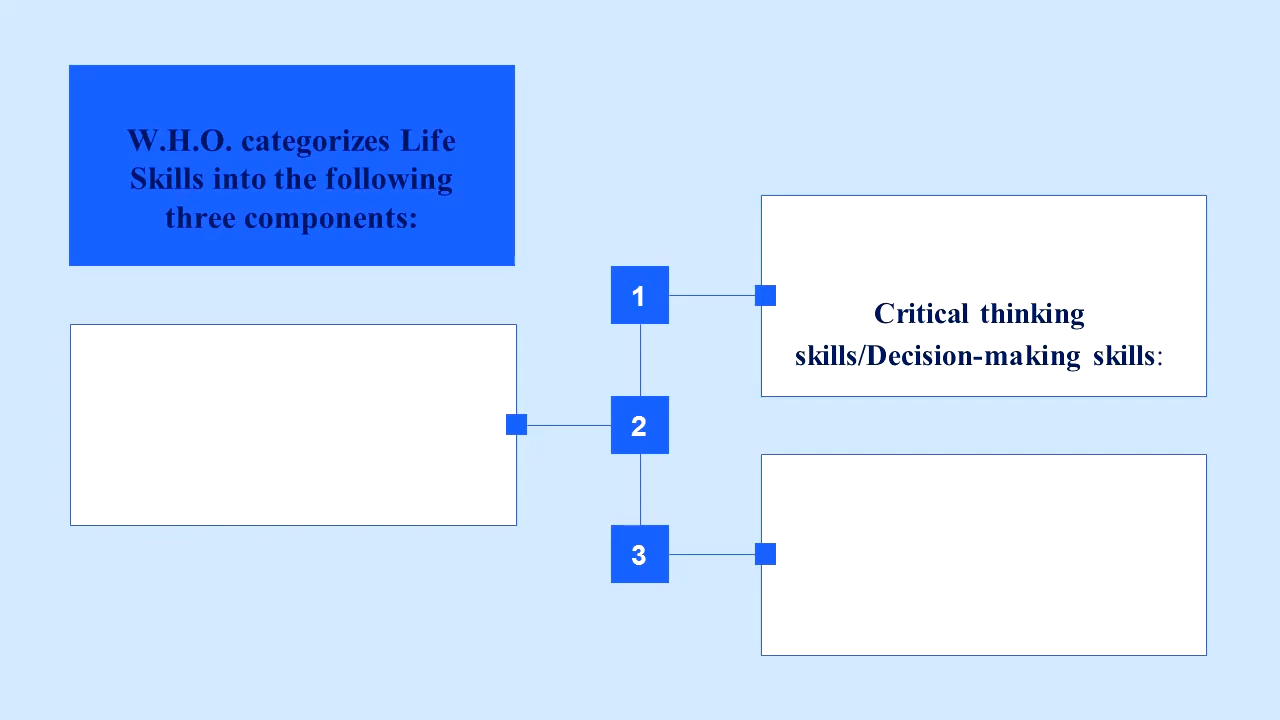 W.H.O. categorizes Life
Skills into the following
three components:
1
Critical thinking
skills/Decision-making skills:
2
3